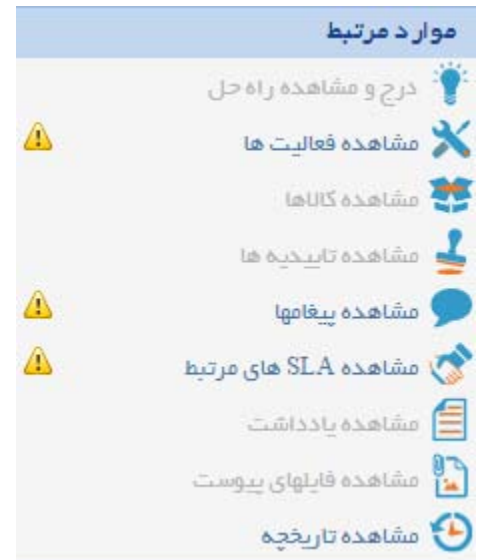 موارد مرتبط
درج و مشاهده راه حل
مشاهده فعالیت ها
مشاهده کالاها
مشاهده تاییدیه ها
مشاهده پیغامها
مشاهده SLA های مرتبط
مشاهده یادداشت
مشاهده فایلهای پیوست
مشاهده تاریخچه